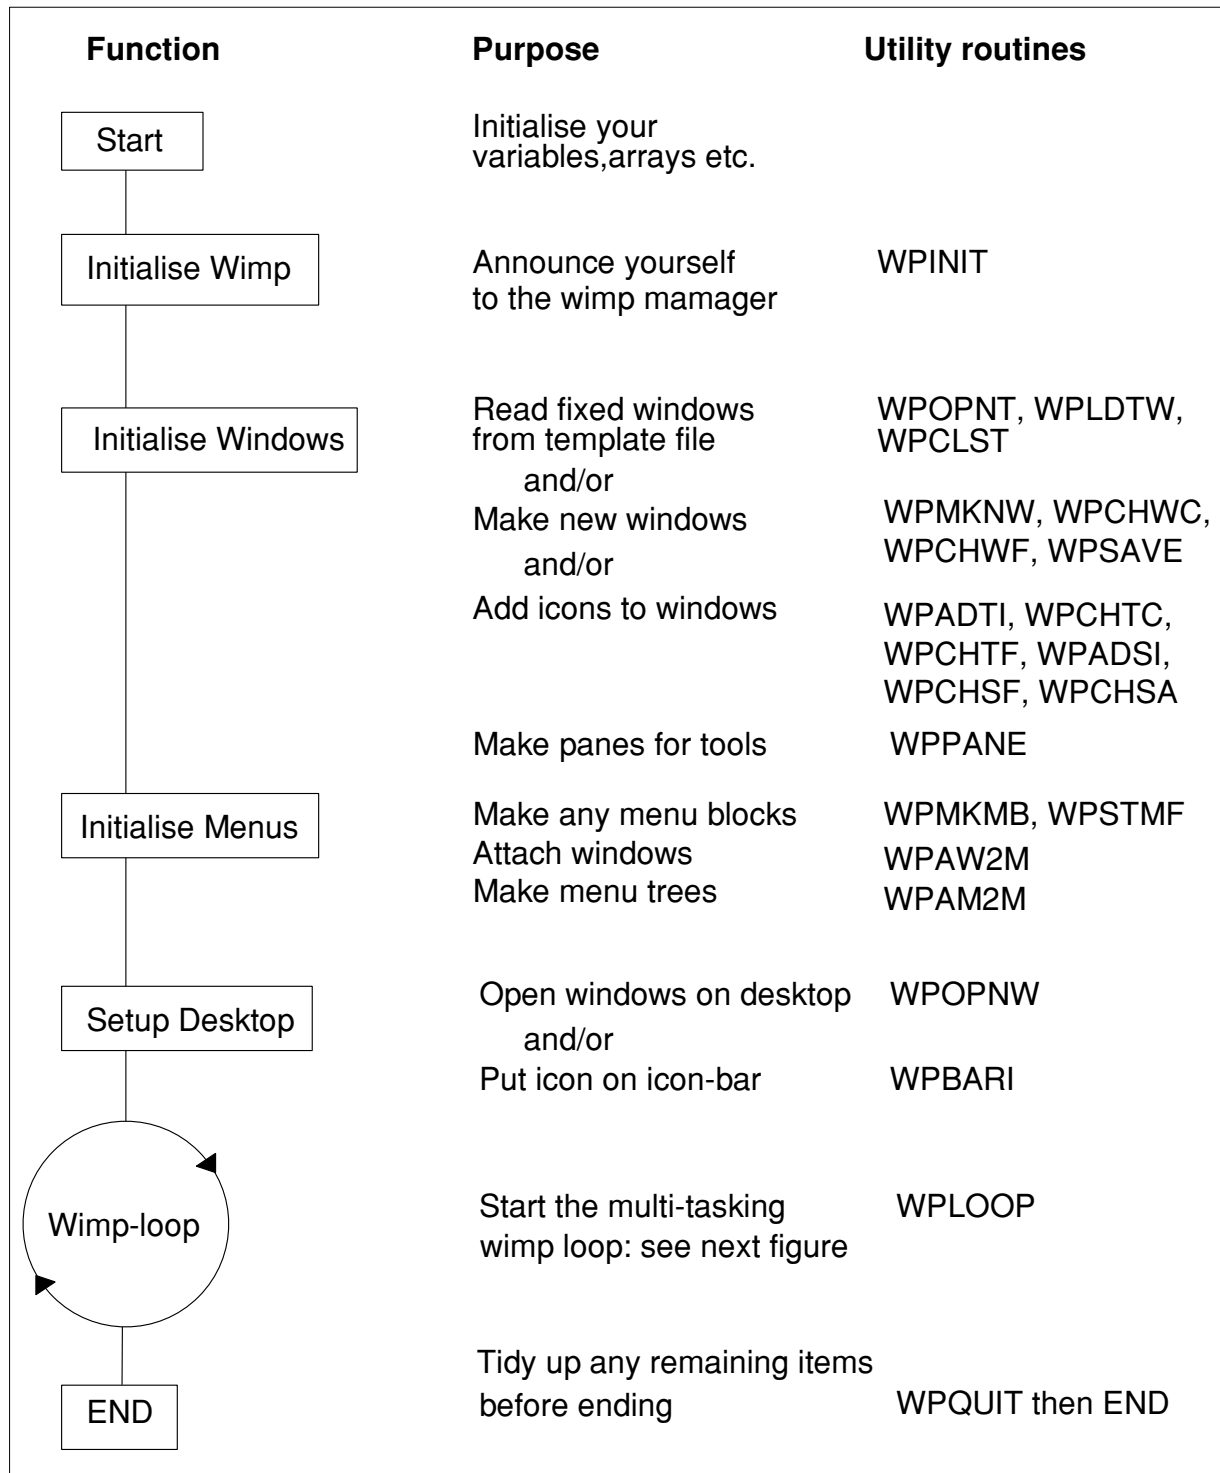 Function Purpose Utility routines
Start Initialise your
variables,arrays etc.
Initialise Wimp Announce yourself WPINIT
to the wimp mamager
Read fixed windows WPOPNT, WPLDTW,
Initialise Windows from template file WPCLST
and/or
Make new windows WPMKNW, WPCHWC,
and/or WPCHWF, WPSAVE
Add icons to windows WPADTI, WPCHTC,
WPCHTF, WPADSI,
WPCHSF, WPCHSA
Make panes for tools WPPANE
Initialise Menus Make any menu blocks WPMKMB, WPSTMF
Attach windows WPAW2M
Make menu trees WPAM2M
Open windows on desktop WPOPNW
Setup Desktop and/or
Put icon on icon-bar WPBARI
Wimp-loop Start the multi-tasking WPLOOP
wimp loop: see next figure
Tidy up any remaining items
END before ending WPQUIT then END